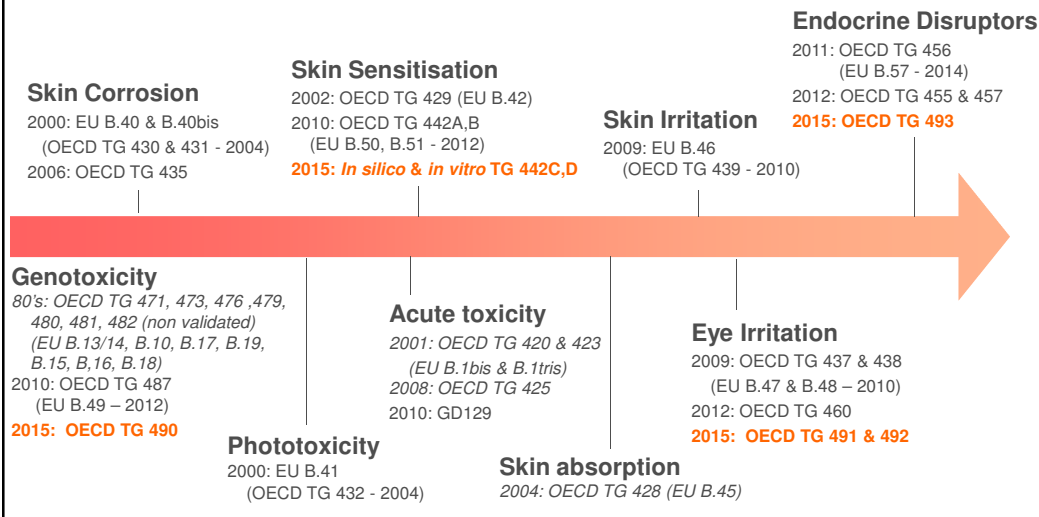 Endocrine Disruptors
2011: OECD TG 456
(EU B.57 - 2014)
2012: OECD TG 455 & 457
2015: OECD TG 493
Skin Sensitisation
2002: OECD TG 429 (EU B.42)
2010: OECD TG 442A,B
(EU B.50, B.51 - 2012)
2015: In silico & in vitro TG 442C,D
Skin Corrosion
2000: EU B.40 & B.40bis
(OECD TG 430 & 431 - 2004)
2006: OECD TG 435
Skin Irritation
2009: EU B.46
(OECD TG 439 - 2010)
Genotoxicity
80's: OECD TG 471, 473, 476 ,479,
480, 481, 482 (non validated)
(EU B.13/14, B.10, B.17, B.19,
B.15, B,16, B.18)
2010: OECD TG 487
(EU B.49 – 2012)
2015: OECD TG 490
Phototoxicity
2000: EU B.41
(OECD TG 432 - 2004)
Acute toxicity
2001: OECD TG 420 & 423
(EU B.1bis & B.1tris)
2008: OECD TG 425
2010: GD129
Skin absorption
2004: OECD TG 428 (EU B.45)
Eye Irritation
2009: OECD TG 437 & 438
(EU B.47 & B.48 – 2010)
2012: OECD TG 460
2015: OECD TG 491 & 492